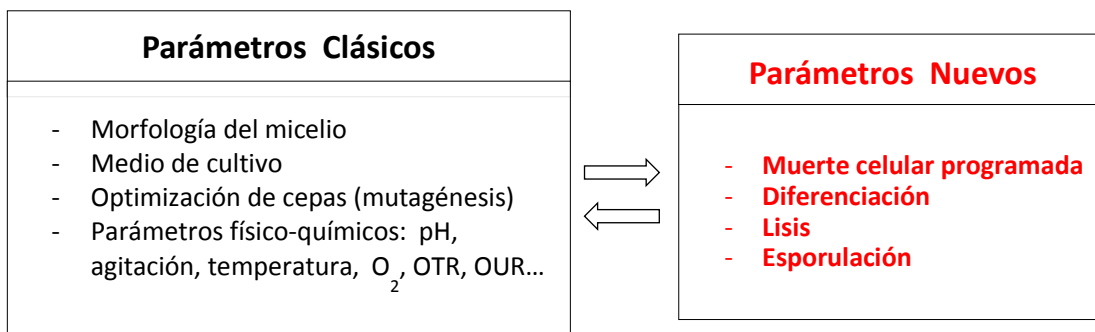 Parámetros Clásicos
- Morfología del micelio
- Medio de cultivo
- Optimización de cepas (mutagénesis)
- Parámetros físico-químicos: pH,
agitación, temperatura, O₂, OTR, OUR...
Parámetros Nuevos
- Muerte celular programada
- Diferenciación
- Lisis
- Esporulación